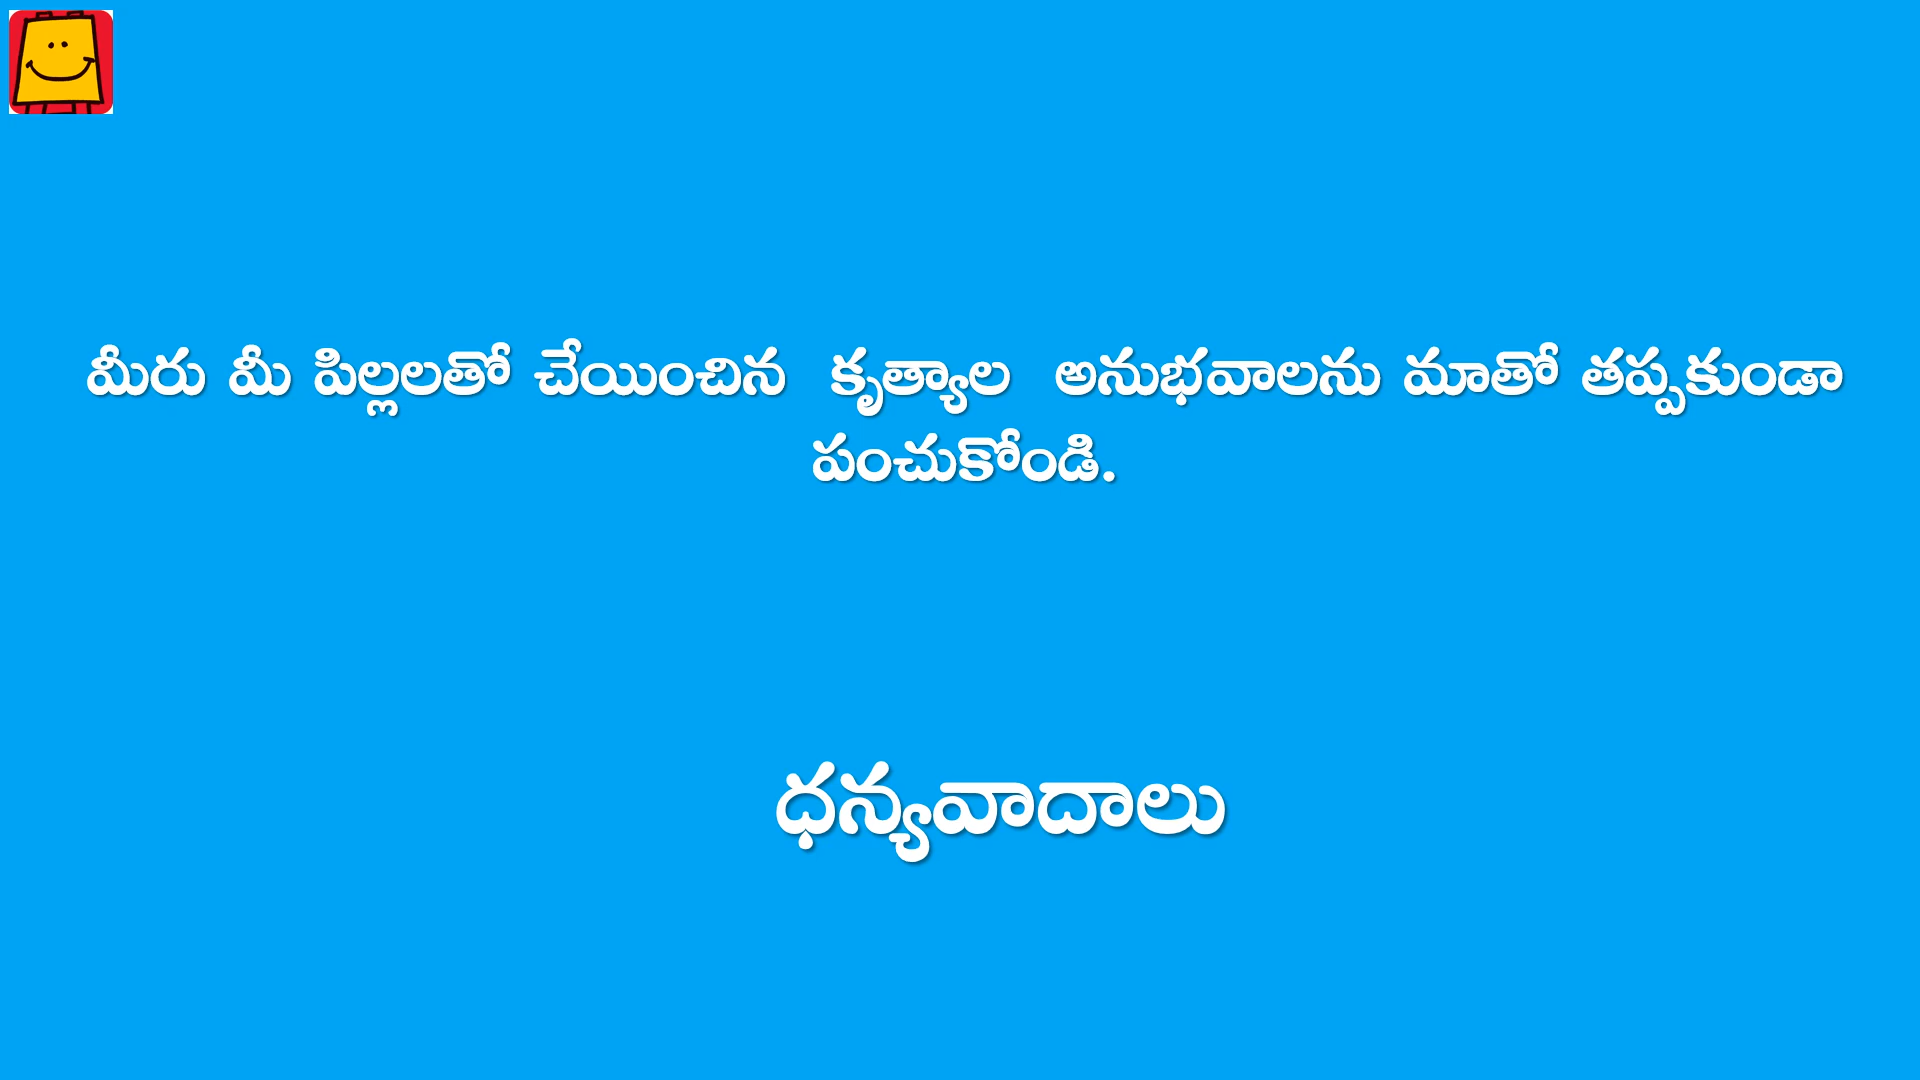 మీరు మీ పిల్లలతో చేయించిన కృత్యాల అనుభవాలను మాతో తప్పకుండా
పంచుకోండి.
ధన్యవాదాలు